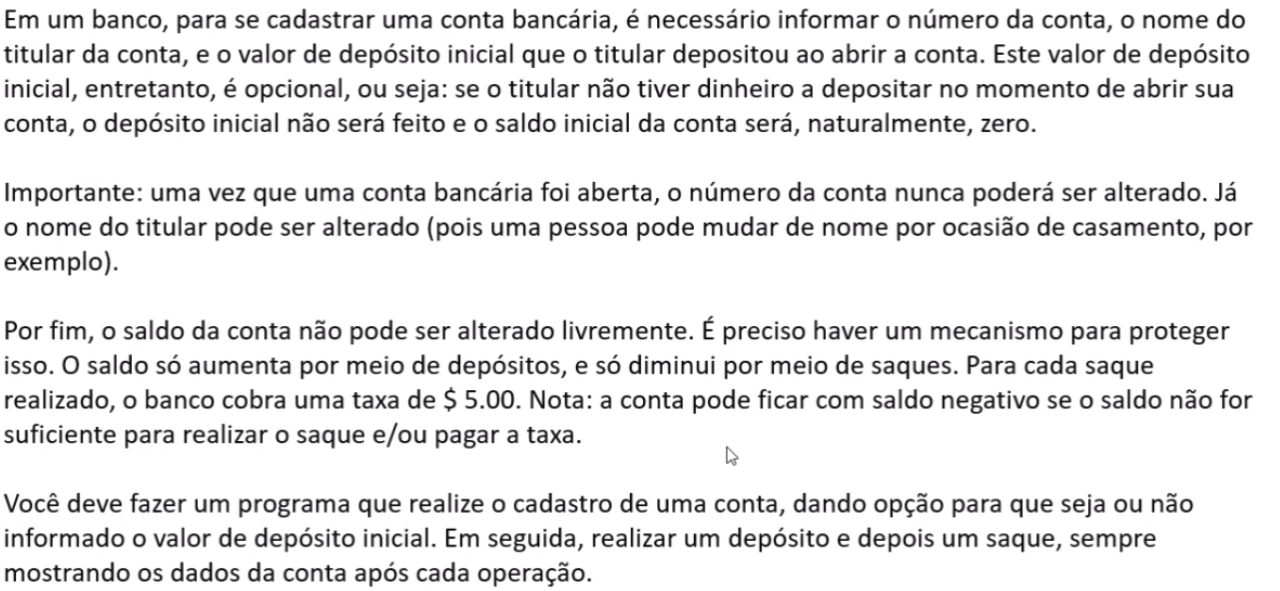 Em um banco, para se cadastrar uma conta bancária, é necessário informar o número da conta, o nome do
titular da conta, e o valor de depósito inicial que o titular depositou ao abrir a conta. Este valor de depósito
inicial, entretanto, é opcional, ou seja: se o titular não tiver dinheiro a depositar no momento de abrir sua
conta, o depósito inicial não será feito e o saldo inicial da conta será, naturalmente, zero.
Importante: uma vez que uma conta bancária foi aberta, o número da conta nunca poderá ser alterado. Já
o nome do titular pode ser alterado (pois uma pessoa pode mudar de nome por ocasião de casamento, por
exemplo).
Por fim, o saldo da conta não pode ser alterado livremente. É preciso haver um mecanismo para proteger
isso. O saldo só aumenta por meio de depósitos, e só diminui por meio de saques. Para cada saque
realizado, o banco cobra uma taxa de $ 5.00. Nota: a conta pode ficar com saldo negativo se o saldo não for
suficiente para realizar o saque e/ou pagar a taxa.
Você deve fazer um programa que realize o cadastro de uma conta, dando opção para que seja ou não
informado o valor de depósito inicial. Em seguida, realizar um depósito e depois um saque, sempre
mostrando os dados da conta após cada operação.